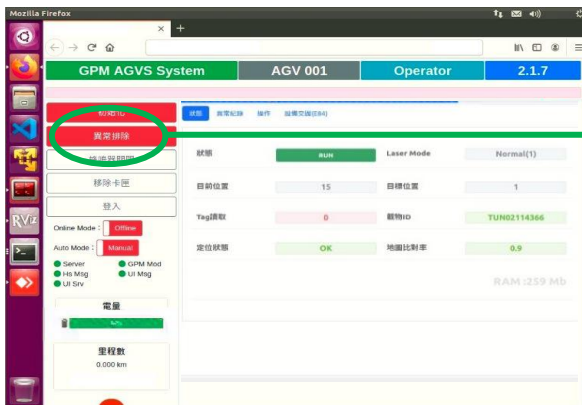 Mozilla Firefox
GPM AGVS System
AGV 001
Operator
2.1.7
初始化
異常排除
移除卡匣
登入
Online Mode : Offline
Auto Mode : Manual
Server
GPM Mod
Hs Msg
UI Msg
UI Srv
電量
里程數
0.000 km
狀態
異常紀錄
操作
狀態
RUN
Laser Mode
Normal(1)
目前位置
15
目標位置
1
Tag讀取
0
載物ID
TUN02114366
定位狀態
OK
地圖比對率
0.9
RAM :259 Mb
RViz